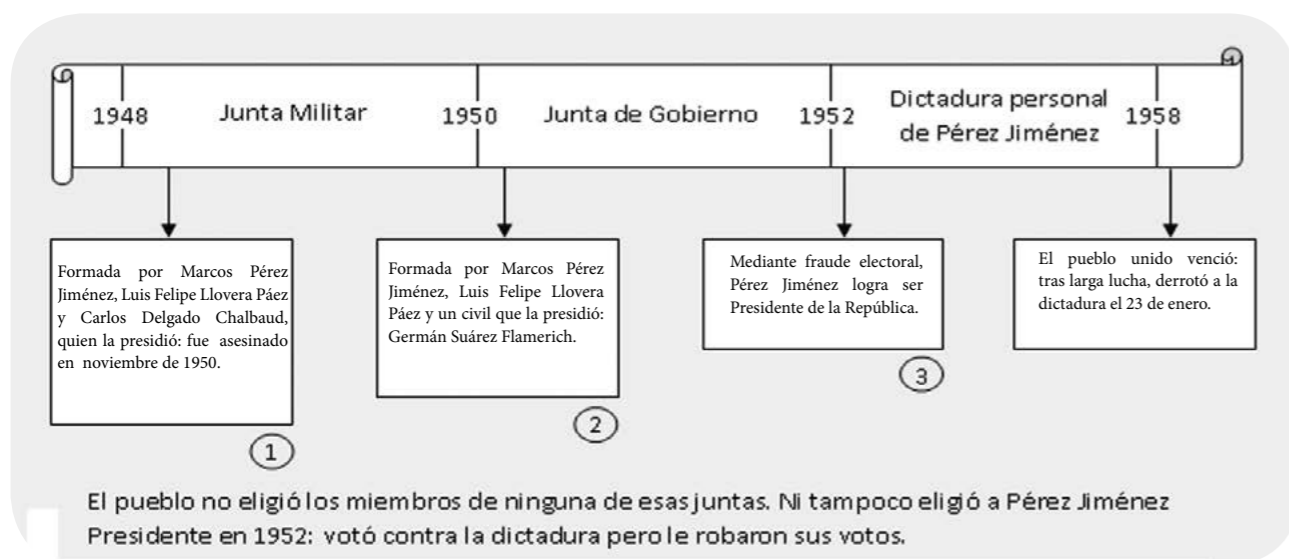 1948 Junta Militar 1950 Junta de Gobierno 1952 Dictadura personal de Pérez Jiménez 1958
Formada por Marcos Pérez
Jiménez, Luis Felipe Llovera Páez
y Carlos Delgado Chalbaud,
quien la presidió: fue asesinado
en noviembre de 1950.
1
Formada por Marcos Pérez
Jiménez, Luis Felipe Llovera
Páez y un civil que la presidió:
Germán Suárez Flamerich.
2
Mediante fraude electoral,
Pérez Jiménez logra ser
Presidente de la República.
3
El pueblo unido venció:
tras larga lucha, derrotó a la
dictadura el 23 de enero.
El pueblo no eligió los miembros de ninguna de esas juntas. Ni tampoco eligió a Pérez Jiménez
Presidente en 1952: votó contra la dictadura pero le robaron sus votos.